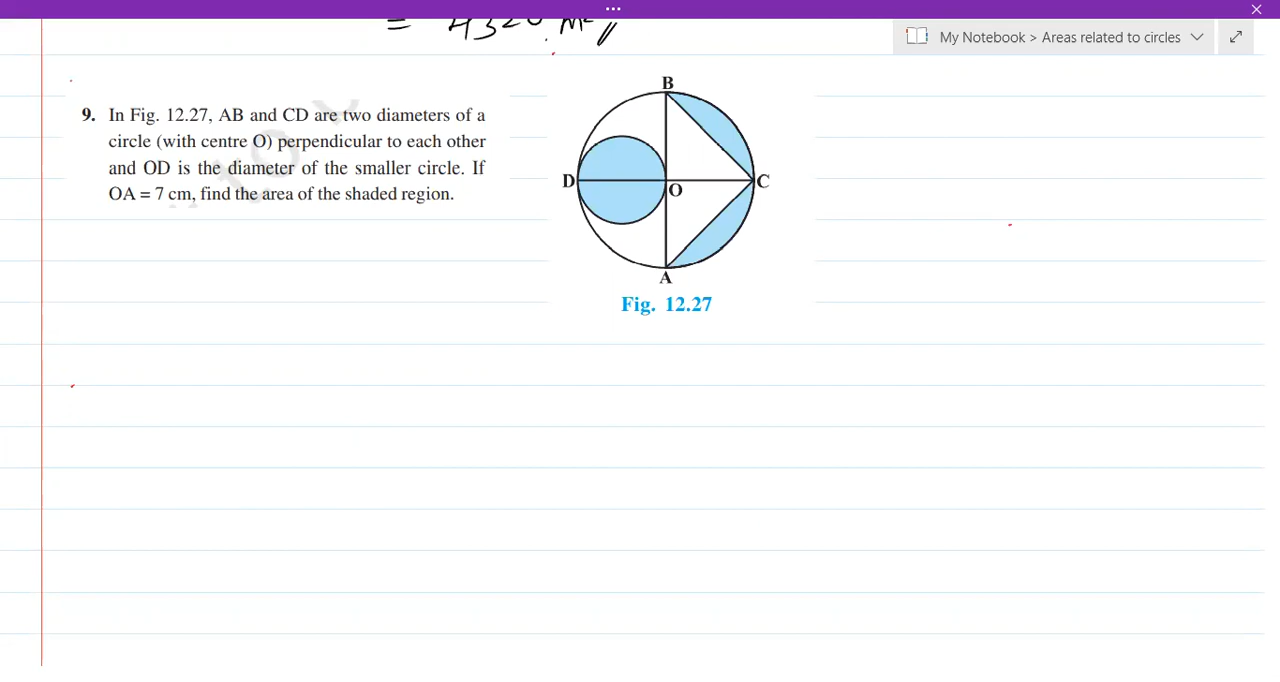 = 4320 m²
My Notebook > Areas related to circles
9. In Fig. 12.27, AB and CD are two diameters of a
circle (with centre O) perpendicular to each other
and OD is the diameter of the smaller circle. If
OA = 7 cm, find the area of the shaded region.
B
D
O
C
A
Fig. 12.27